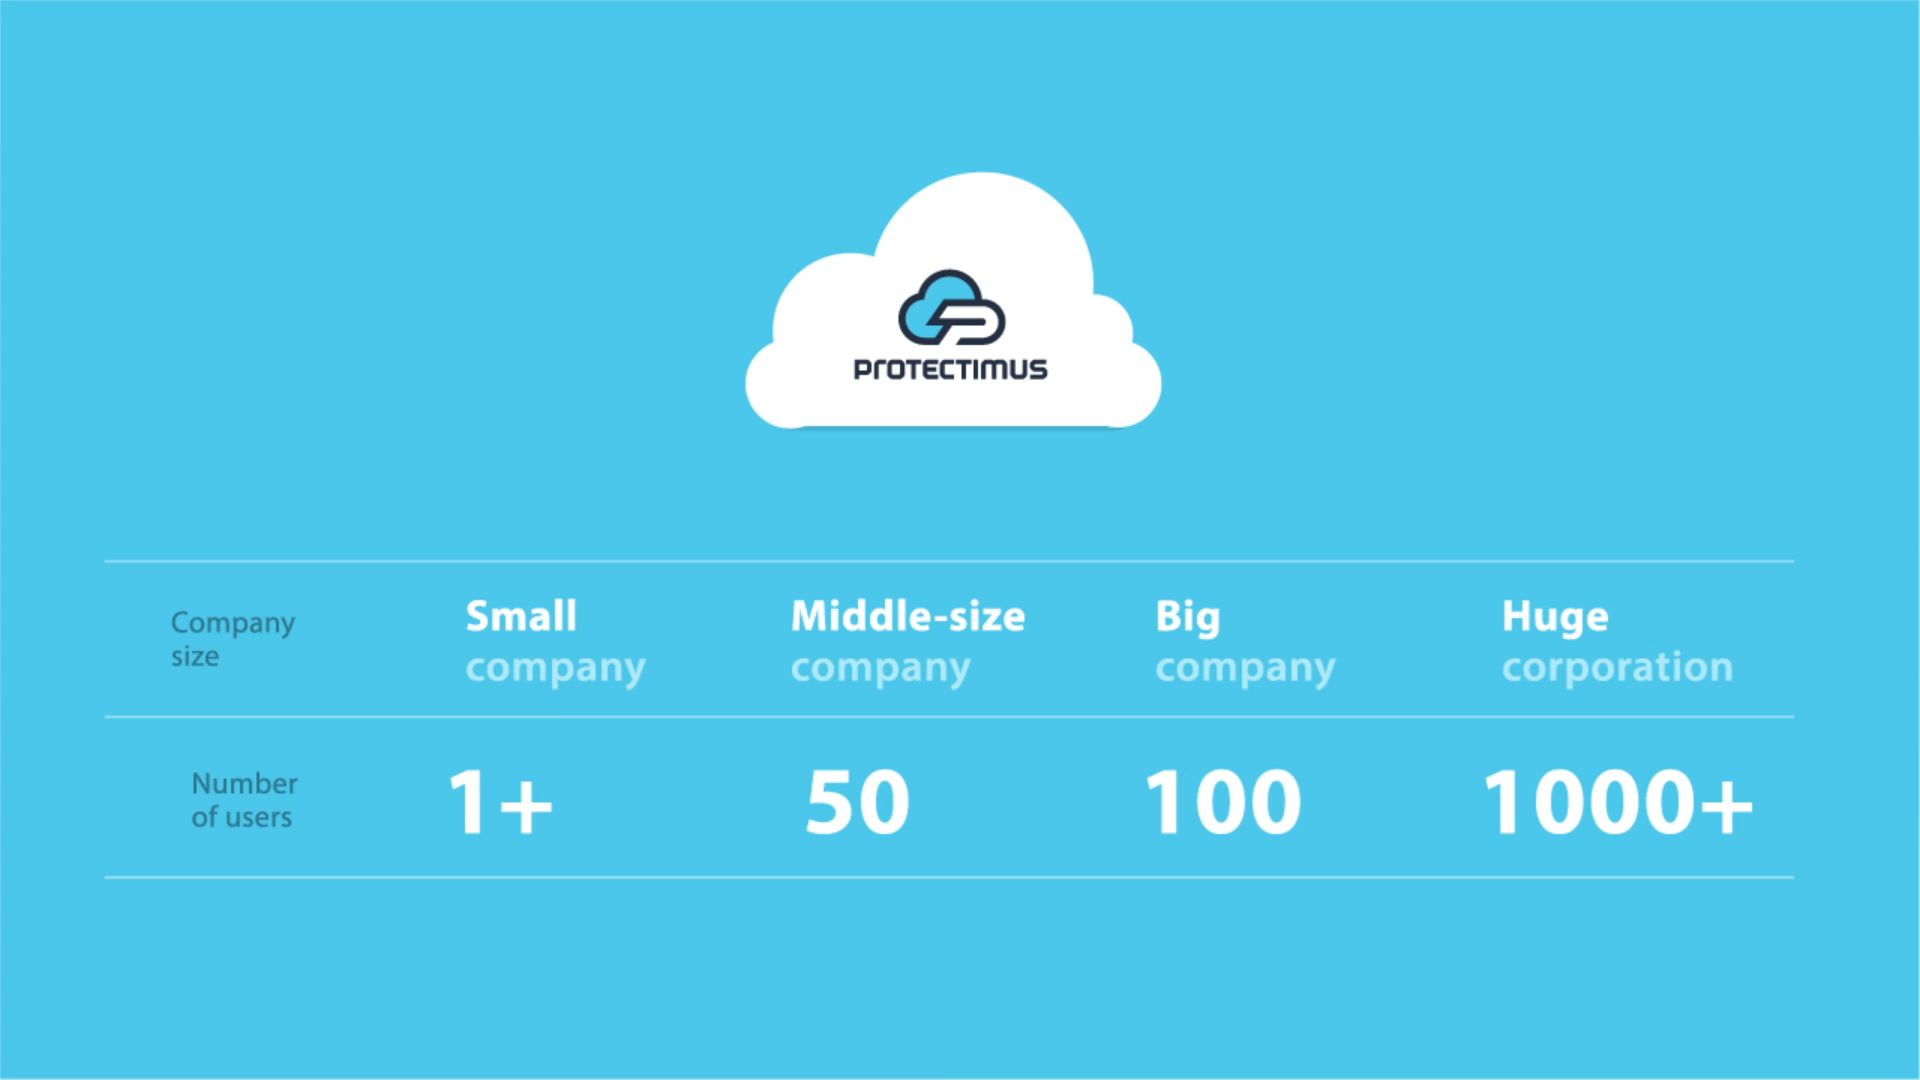 PROTECTIMUS
Company
size
Small
company
Middle-size
company
Big
company
Huge
corporation
Number
of users
1+
50
100
1000+